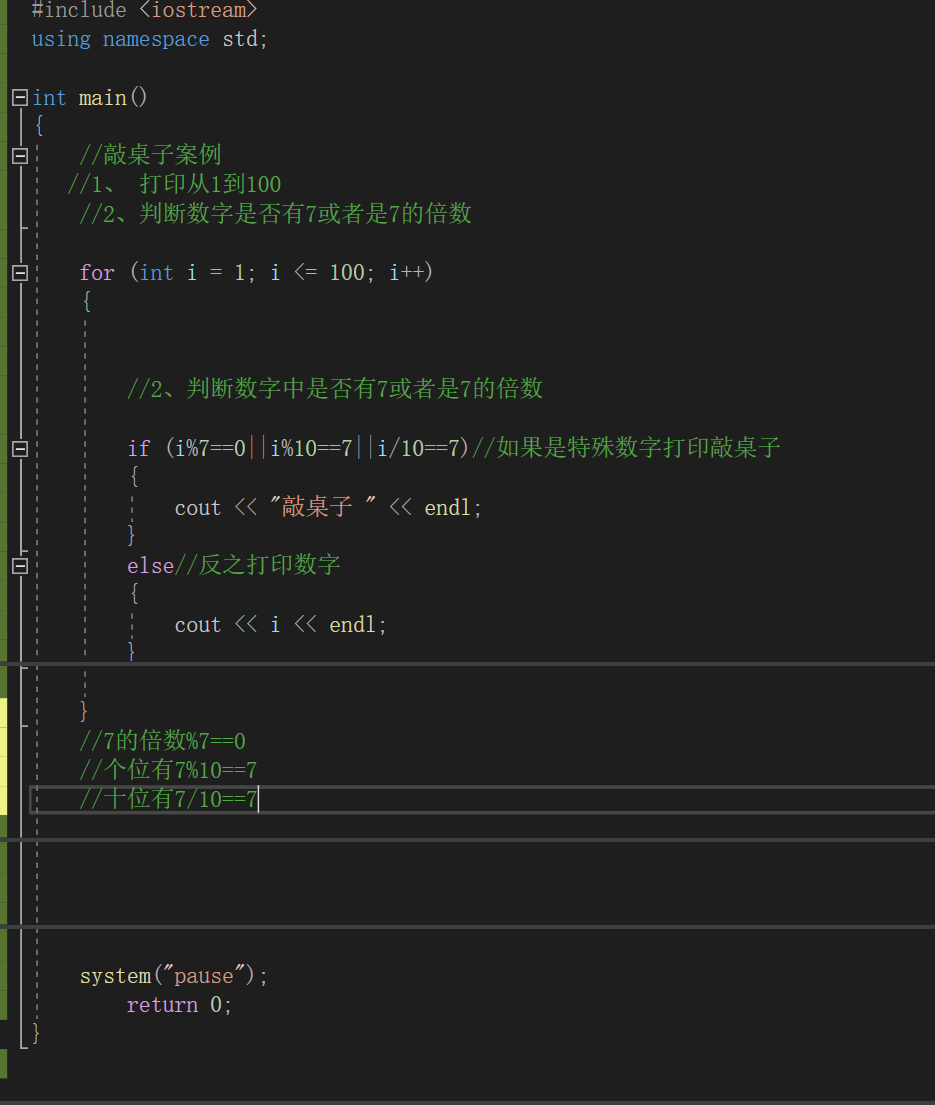 #include <iostream>
using namespace std;
int main()
{
//敲桌子案例
//1、 打印从1到100
//2、判断数字是否有7或者是7的倍数
for (int i = 1; i <= 100; i++)
{
//2、判断数字中是否有7或者是7的倍数
if (i%7==0||i%10==7||i/10==7)//如果是特殊数字打印敲桌子
{
cout << "敲桌子 " << endl;
}
else//反之打印数字
{
cout << i << endl;
}
}
//7的倍数%7==0
//个位有7%10==7
//十位有7/10==7
system("pause");
return 0;
}